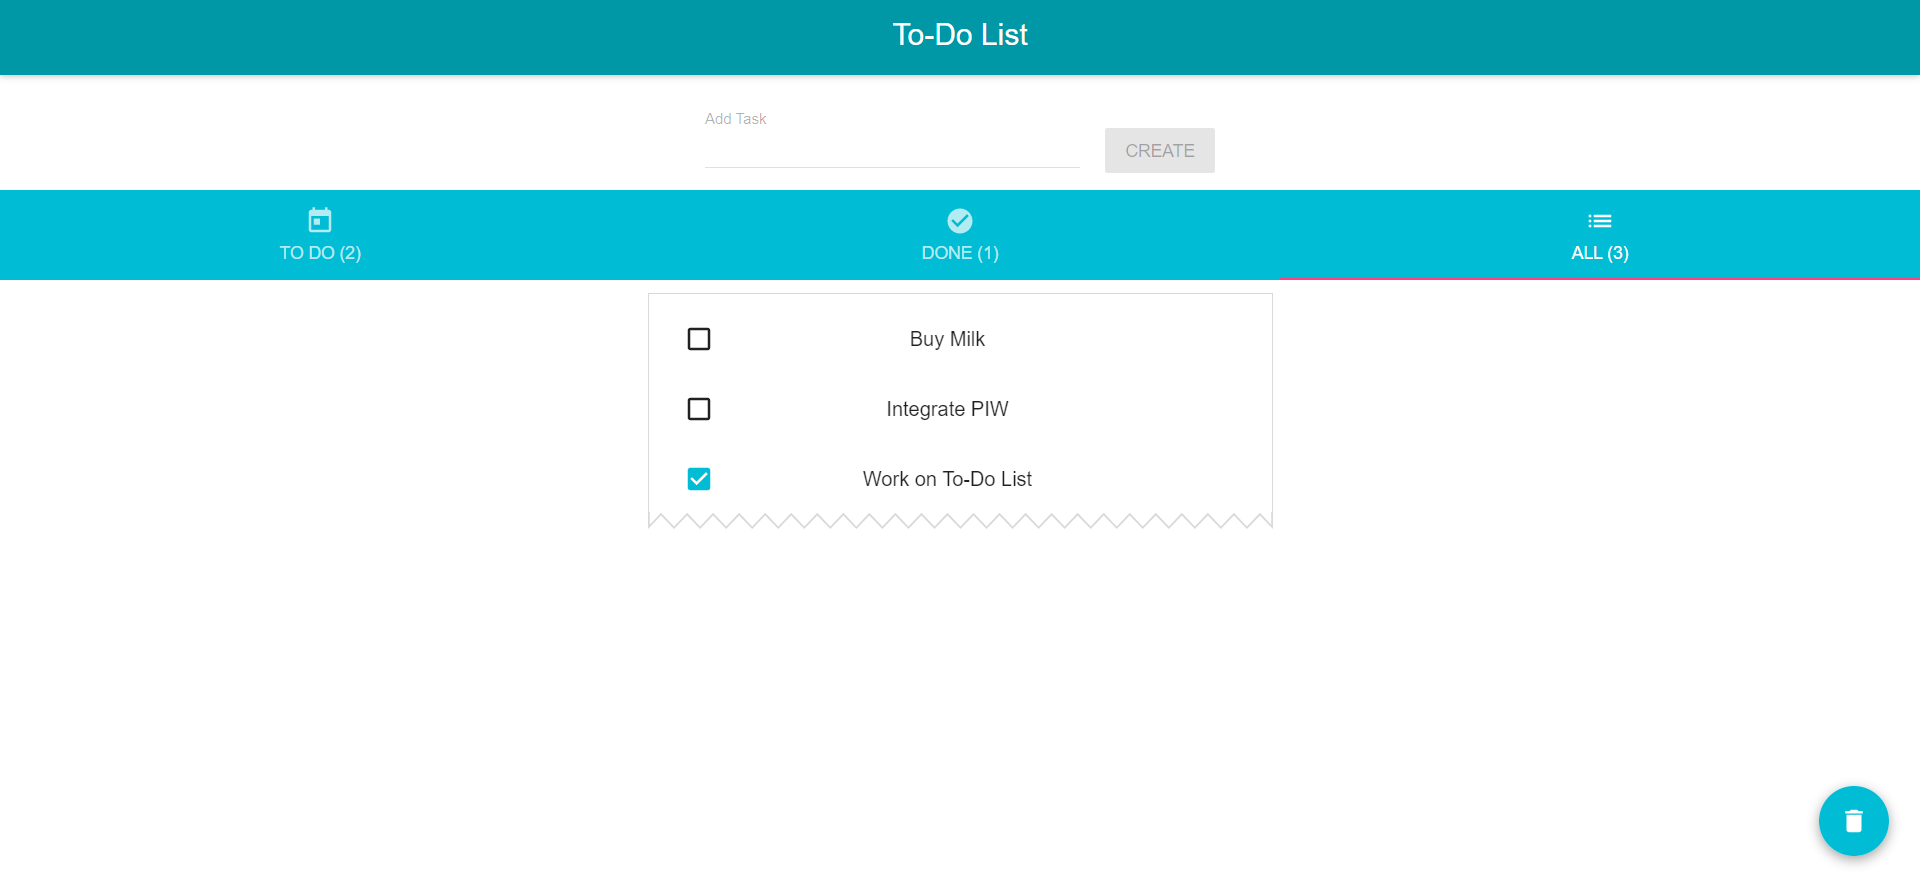 To-Do List
Add Task
CREATE
TO DO (2)
DONE (1)
ALL (3)
Buy Milk
Integrate PIW
Work on To-Do List